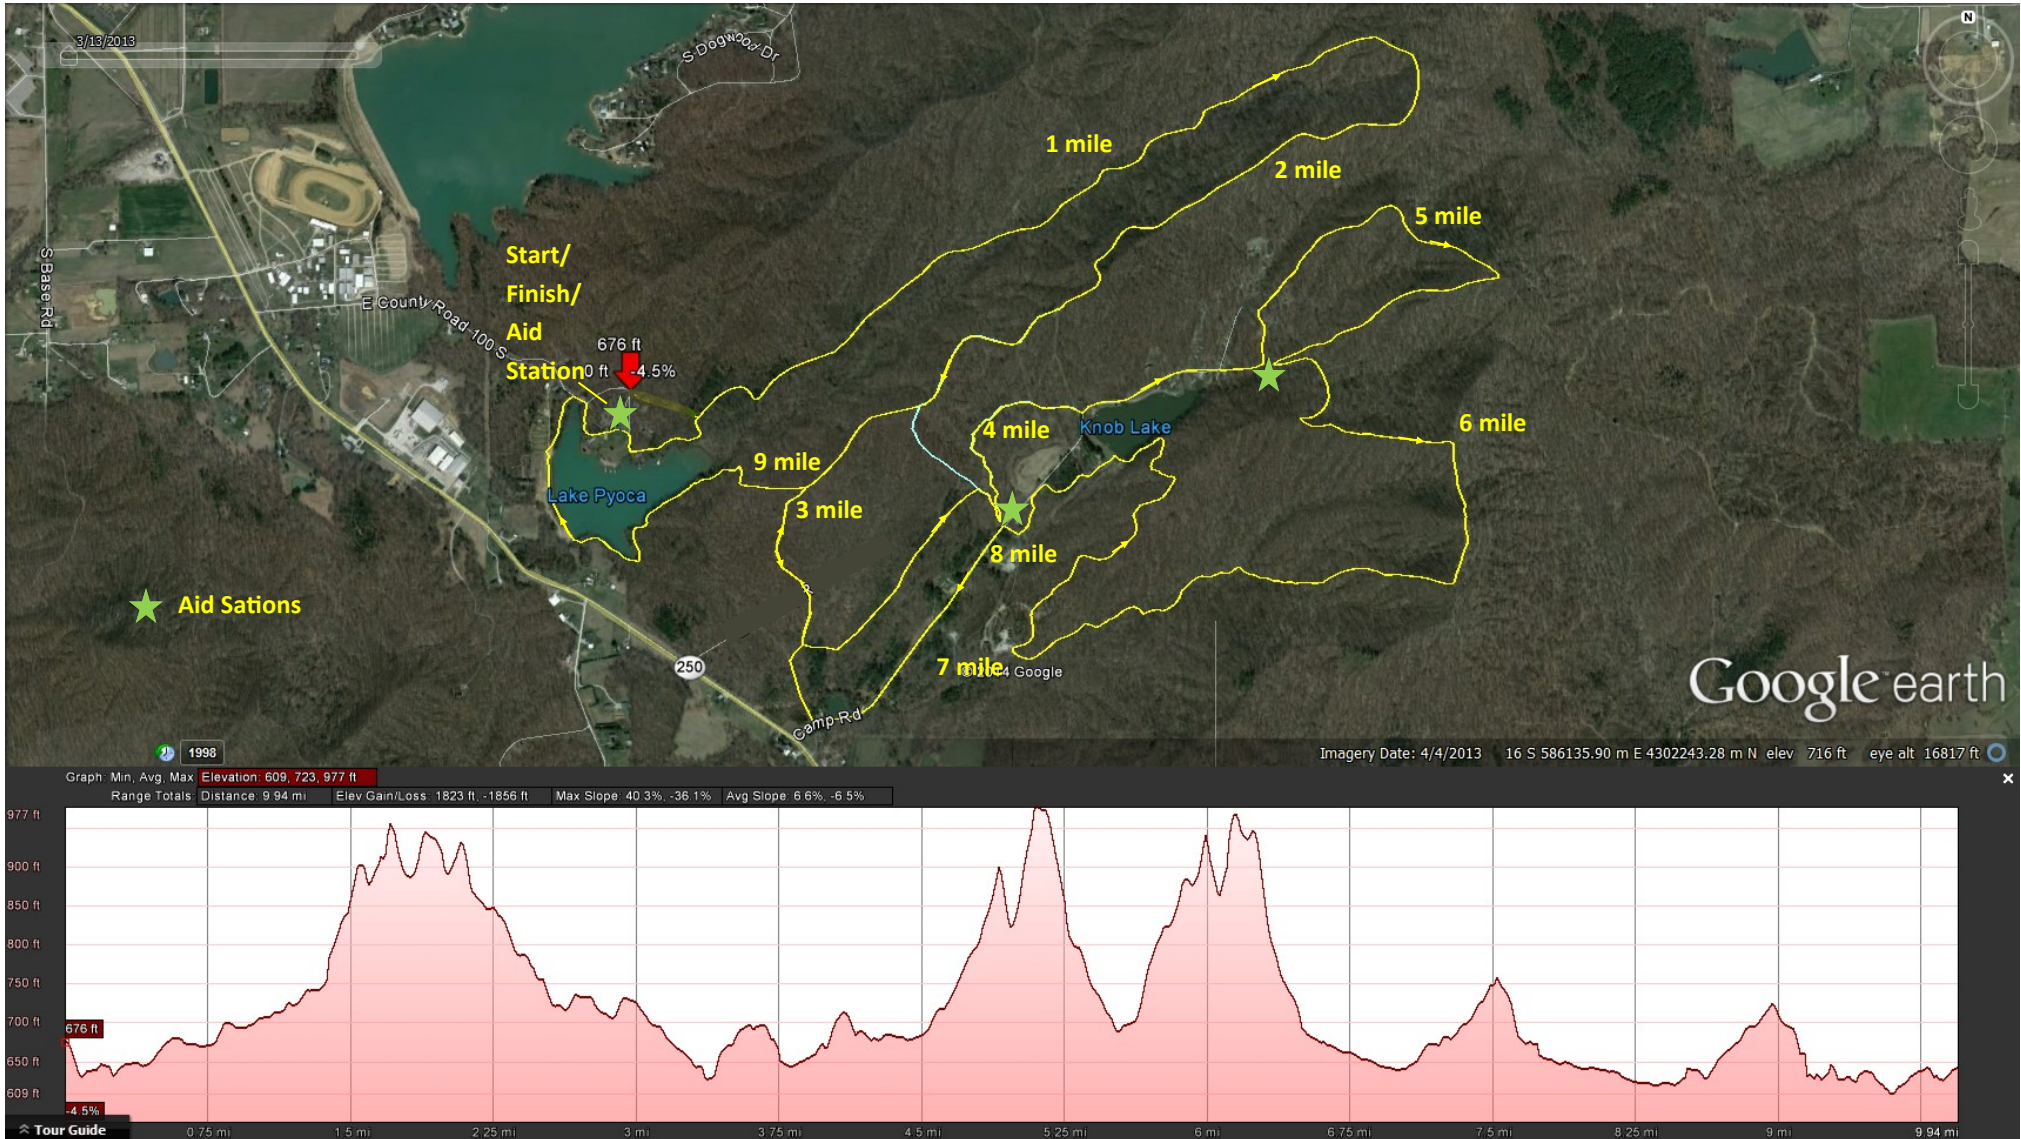 3/13/2013
N
S Dogwood Dr
1 mile
2 mile
5 mile
S Base Rd
E County Road 100 S
Start/
Finish/
Aid
Station
676 ft
0 ft
-4.5%
4 mile
Knob Lake
6 mile
9 mile
Lake Pyoca
3 mile
8 mile
Aid Sations
250
7 mile
Google
Camp Rd
Google earth
1998
Imagery Date: 4/4/2013 16 S 586135.90 m E 4302243.28 m N elev 716 ft eye alt 16817 ft
Graph: Min, Avg, Max Elevation: 609, 723, 977 ft
Range Totals: Distance: 9.94 mi Elev Gain/Loss: 1823 ft, -1856 ft Max Slope: 40.3%, -36.1% Avg Slope: 6.6%, -6.5%
977 ft
900 ft
850 ft
800 ft
750 ft
700 ft
676 ft
650 ft
609 ft
-4.5%
Tour Guide
0.75 mi 1.5 mi 2.25 mi 3 mi 3.75 mi 4.5 mi 5.25 mi 6 mi 6.75 mi 7.5 mi 8.25 mi 9 mi 9.94 mi